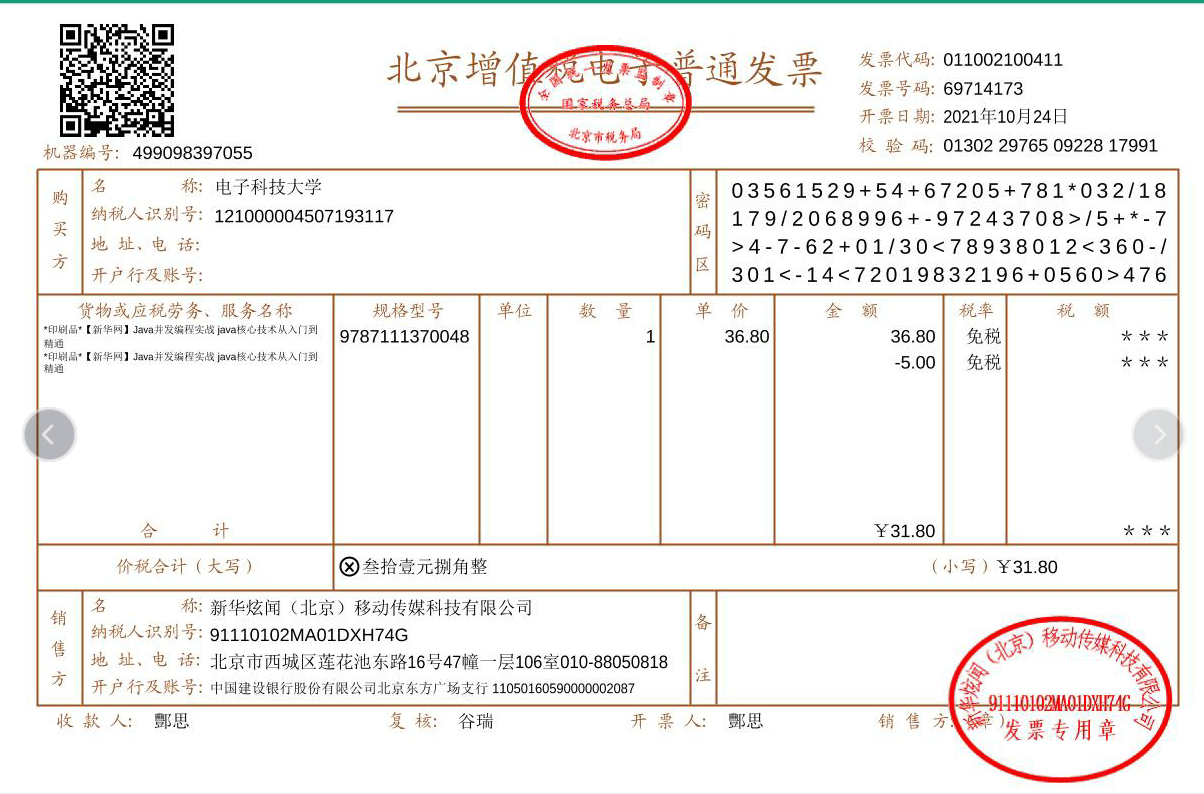 北京增值税电子普通发票
全国统一发票监制章
国家税务总局
北京市税务局
发票代码: 011002100411
发票号码: 69714173
开票日期: 2021年10月24日
校 验 码: 01302 29765 09228 17991
机器编号: 499098397055
购买方
名 称: 电子科技大学
纳税人识别号: 121000004507193117
地 址、电 话:
开户行及账号:
密码区
03561529+54+67205+781*032/18
179/2068996+-97243708>/5+*-7
>4-7-62+01/30<78938012<360-/
301<-14<72019832196+0560>476
货物或应税劳务、服务名称 规格型号 单位 数 量 单 价 金 额 税率 税 额
*印刷品*【新华网】Java并发编程实战 java核心技术从入门到
精通
9787111370048 1 36.80 36.80 免税 ***
*印刷品*【新华网】Java并发编程实战 java核心技术从入门到
精通
-5.00 免税 ***
合 计 ￥31.80 ***
价税合计（大写） ⊗叁拾壹元捌角整 （小写）￥31.80
销售方
名 称: 新华炫闻（北京）移动传媒科技有限公司
纳税人识别号: 91110102MA01DXH74G
地 址、电 话: 北京市西城区莲花池东路16号47幢一层106室010-88050818
开户行及账号: 中国建设银行股份有限公司北京东方广场支行 11050160590000002087
备注
收 款 人: 酆思 复 核: 谷瑞 开 票 人: 酆思 销 售 方:（章）
新华炫闻（北京）移动传媒科技有限公司
91110102MA01DXH74G
发票专用章